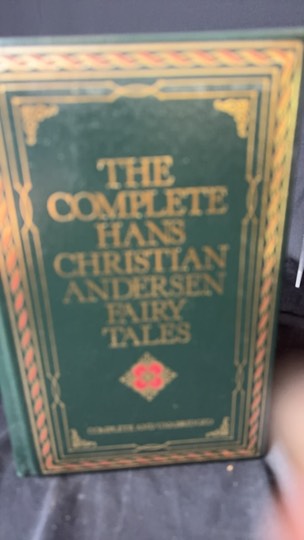 THE
COMPLETE
HANS
CHRISTIAN
ANDERSEN
FAIRY
TALES
COMPLETE AND UNABRIDGED